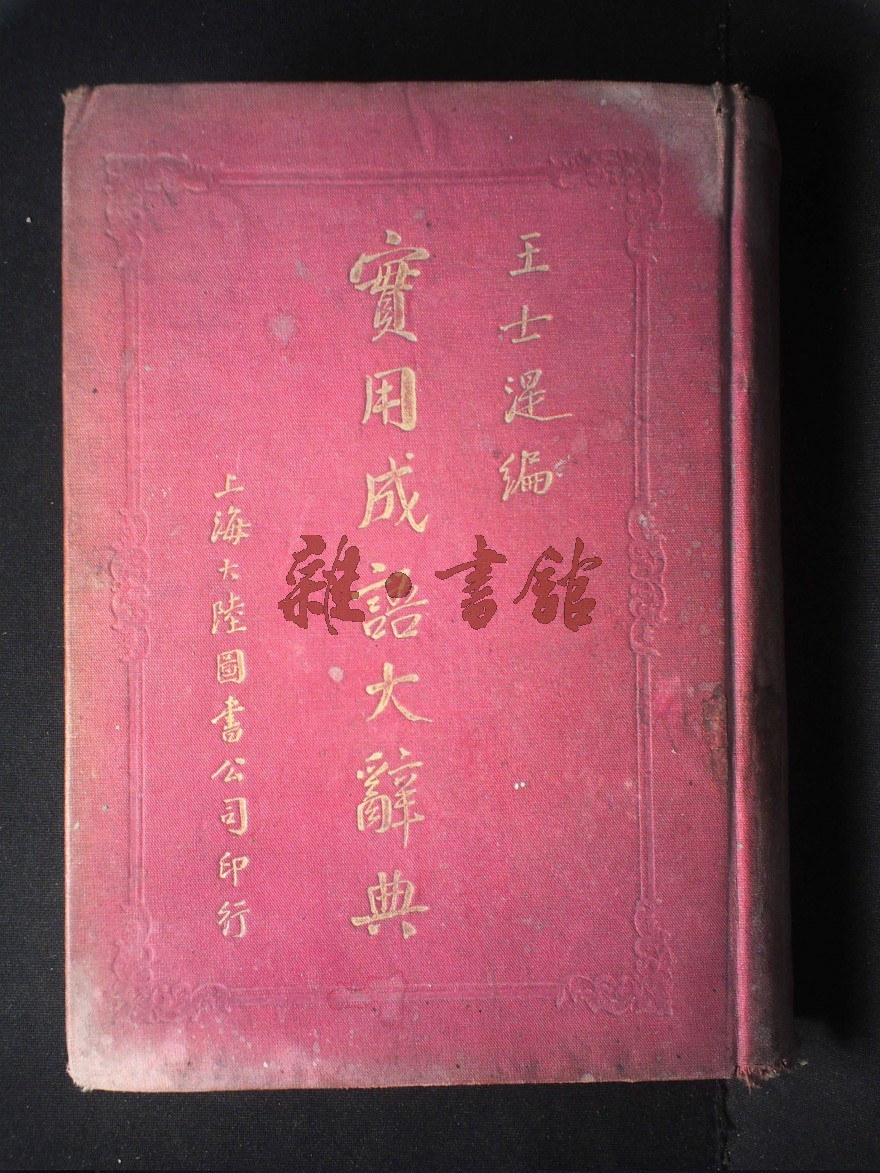 王士湜編
實用成語大辭典
上海大陸圖書公司印行
雜·書館